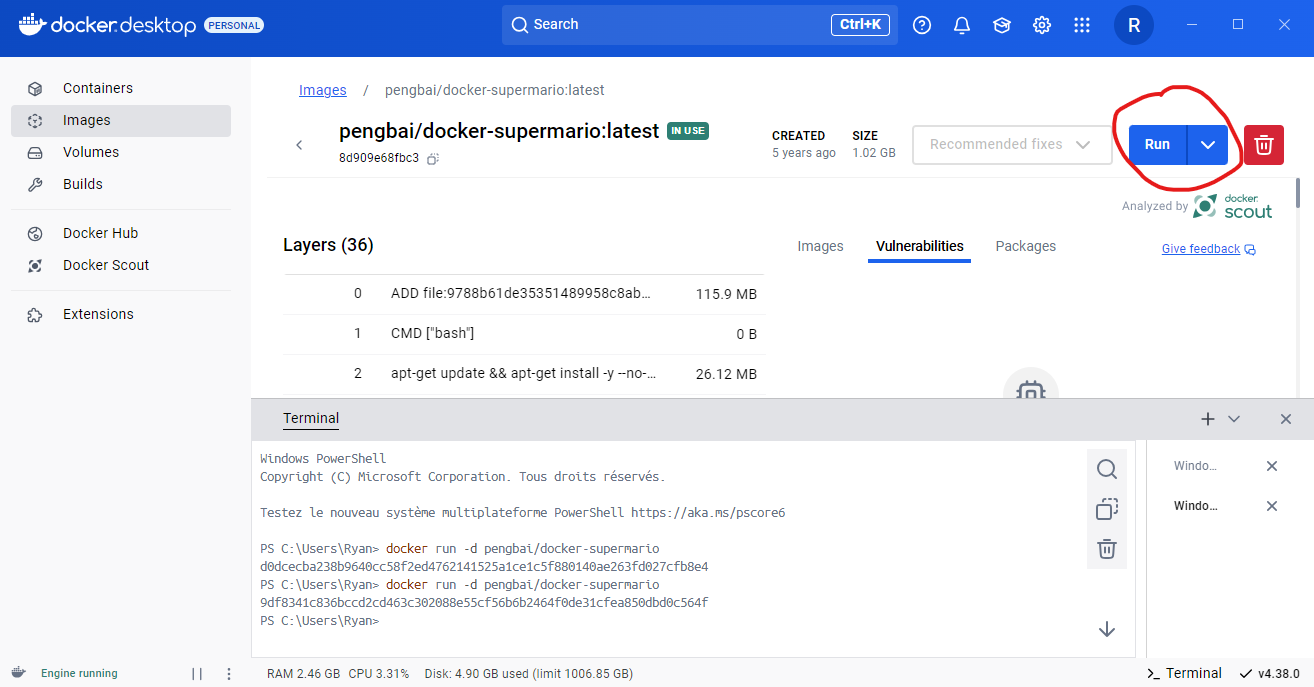 docker.desktop PERSONAL Search Ctrl+K R
Containers
Images
Volumes
Builds
Docker Hub
Docker Scout
Extensions
Images / pengbai/docker-supermario:latest
pengbai/docker-supermario:latest IN USE
8d909e68fbc3
CREATED
5 years ago
SIZE
1.02 GB
Recommended fixes
Run
Analyzed by docker scout
Layers (36)
Images Vulnerabilities Packages
Give feedback
0 ADD file:9788b61de35351489958c8ab... 115.9 MB
1 CMD ["bash"] 0 B
2 apt-get update && apt-get install -y --no-... 26.12 MB
Terminal
Windows PowerShell
Copyright (C) Microsoft Corporation. Tous droits réservés.
Testez le nouveau système multiplateforme PowerShell https://aka.ms/pscore6
PS C:\Users\Ryan> docker run -d pengbai/docker-supermario
d0dcecba238b9640cc58f2ed4762141525a1ce1c5f880140ae263fd027cfb8e4
PS C:\Users\Ryan> docker run -d pengbai/docker-supermario
9df8341c836bccd2cd463c302088e55cf56b6b2464f0de31cfea850dbd0c564f
PS C:\Users\Ryan>
Windo...
Windo...
Engine running RAM 2.46 GB CPU 3.31% Disk: 4.90 GB used (limit 1006.85 GB) >_ Terminal v4.38.0